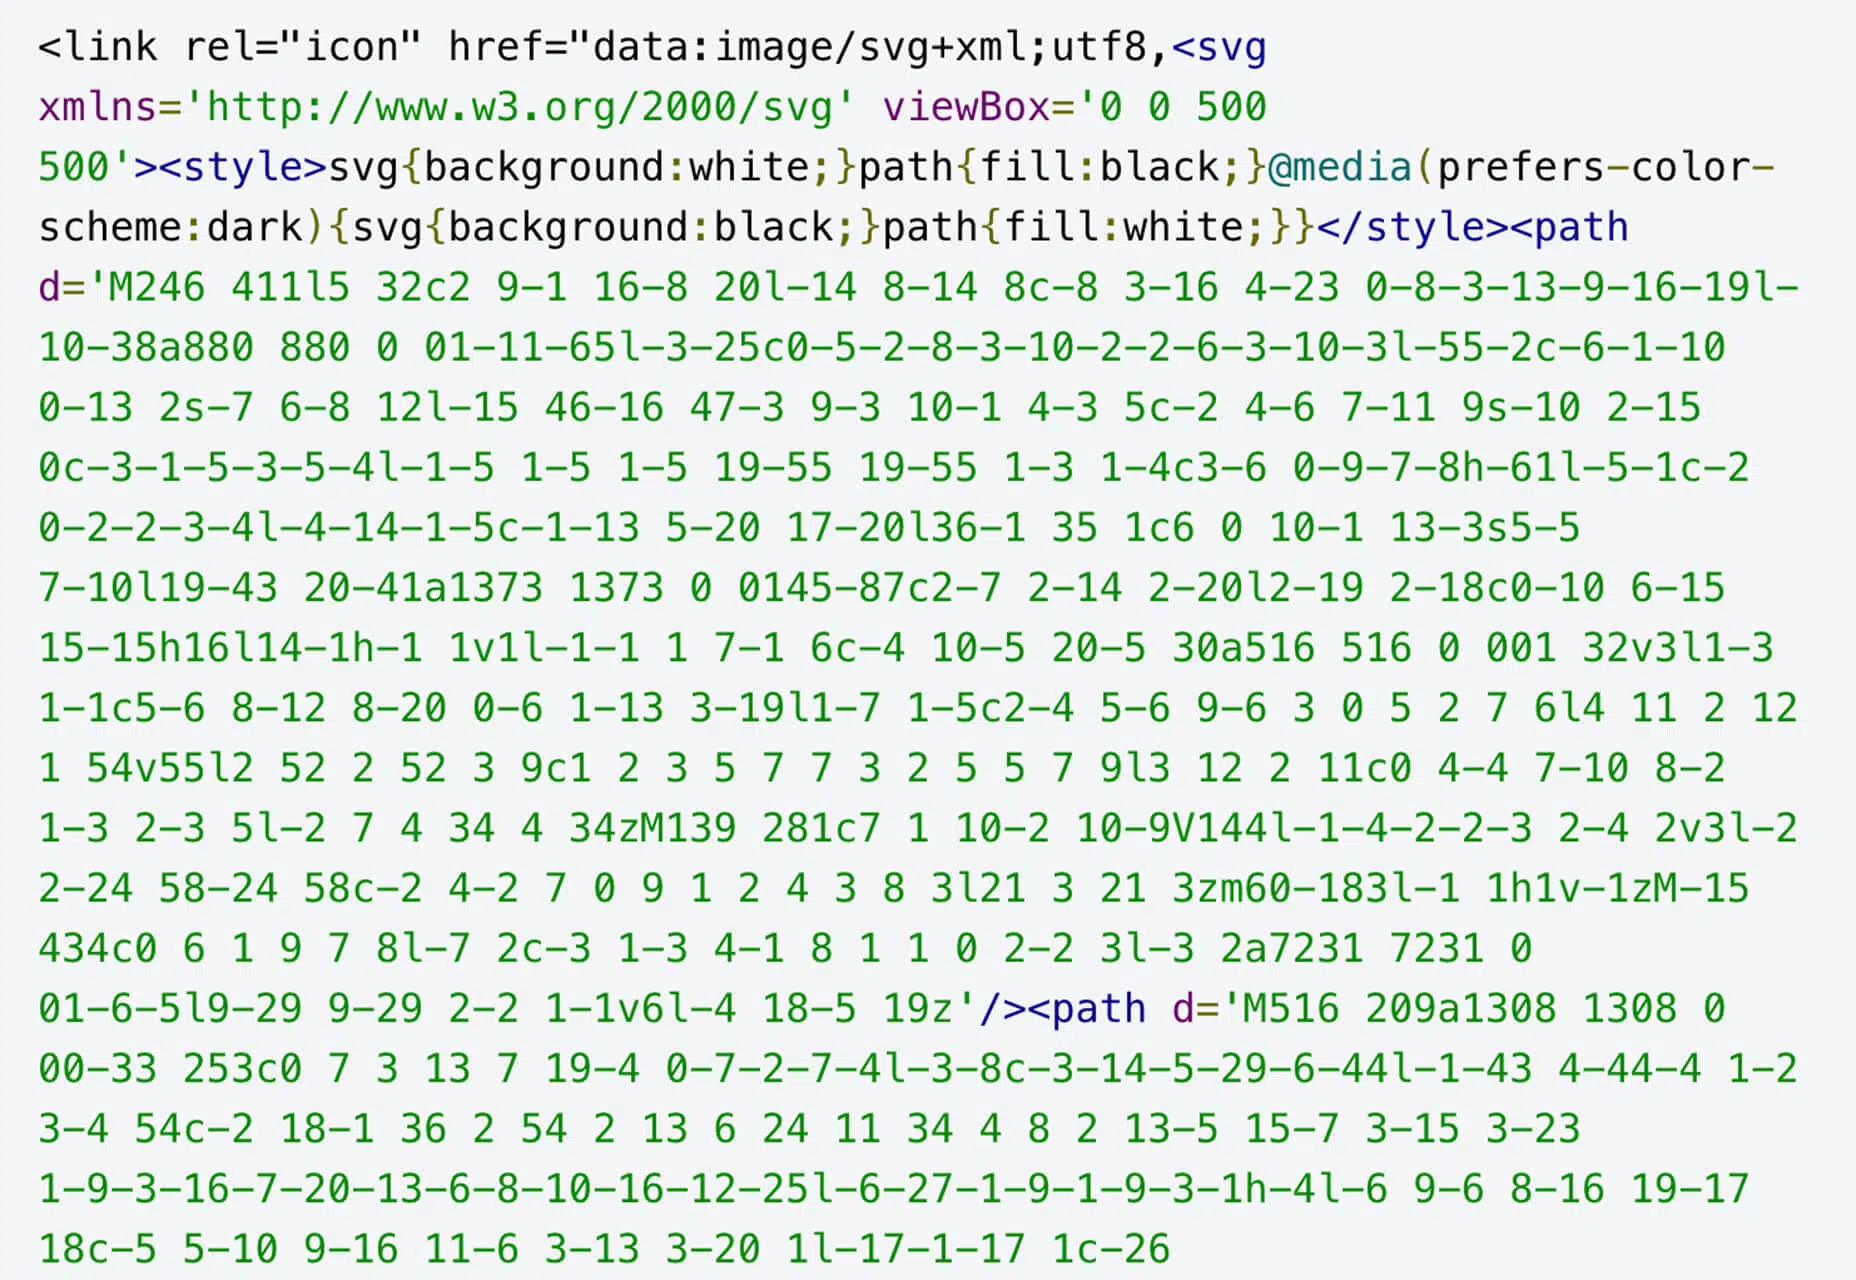 <link rel="icon" href="data:image/svg+xml;utf8,<svg
xmlns='http://www.w3.org/2000/svg' viewBox='0 0 500
500'><style>svg{background:white;}path{fill:black;}@media(prefers-color-
scheme:dark){svg{background:black;}path{fill:white;}}</style><path
d='M246 411l5 32c2 9-1 16-8 20l-14 8-14 8c-8 3-16 4-23 0-8-3-13-9-16-19l-
10-38a880 880 0 01-11-65l-3-25c0-5-2-8-3-10-2-2-6-3-10-3l-55-2c-6-1-10
0-13 2s-7 6-8 12l-15 46-16 47-3 9-3 10-1 4-3 5c-2 4-6 7-11 9s-10 2-15
0c-3-1-5-3-5-4l-1-5 1-5 1-5 19-55 19-55 1-3 1-4c3-6 0-9-7-8h-61l-5-1c-2
0-2-2-3-4l-4-14-1-5c-1-13 5-20 17-20l36-1 35 1c6 0 10-1 13-3s5-5
7-10l19-43 20-41a1373 1373 0 0145-87c2-7 2-14 2-20l2-19 2-18c0-10 6-15
15-15h16l14-1h-1 1v1l-1-1 1 7-1 6c-4 10-5 20-5 30a516 516 0 001 32v3l1-3
1-1c5-6 8-12 8-20 0-6 1-13 3-19l1-7 1-5c2-4 5-6 9-6 3 0 5 2 7 6l4 11 2 12
1 54v55l2 52 2 52 3 9c1 2 3 5 7 7 3 2 5 5 7 9l3 12 2 11c0 4-4 7-10 8-2
1-3 2-3 5l-2 7 4 34 4 34zM139 281c7 1 10-2 10-9V144l-1-4-2-2-3 2-4 2v3l-2
2-24 58-24 58c-2 4-2 7 0 9 1 2 4 3 8 3l21 3 21 3zm60-183l-1 1h1v-1zM-15
434c0 6 1 9 7 8l-7 2c-3 1-3 4-1 8 1 1 0 2-2 3l-3 2a7231 7231 0
01-6-5l9-29 9-29 2-2 1-1v6l-4 18-5 19z'/><path d='M516 209a1308 1308 0
00-33 253c0 7 3 13 7 19-4 0-7-2-7-4l-3-8c-3-14-5-29-6-44l-1-43 4-44-4 1-2
3-4 54c-2 18-1 36 2 54 2 13 6 24 11 34 4 8 2 13-5 15-7 3-15 3-23
1-9-3-16-7-20-13-6-8-10-16-12-25l-6-27-1-9-1-9-3-1h-4l-6 9-6 8-16 19-17
18c-5 5-10 9-16 11-6 3-13 3-20 1l-17-1-17 1c-26